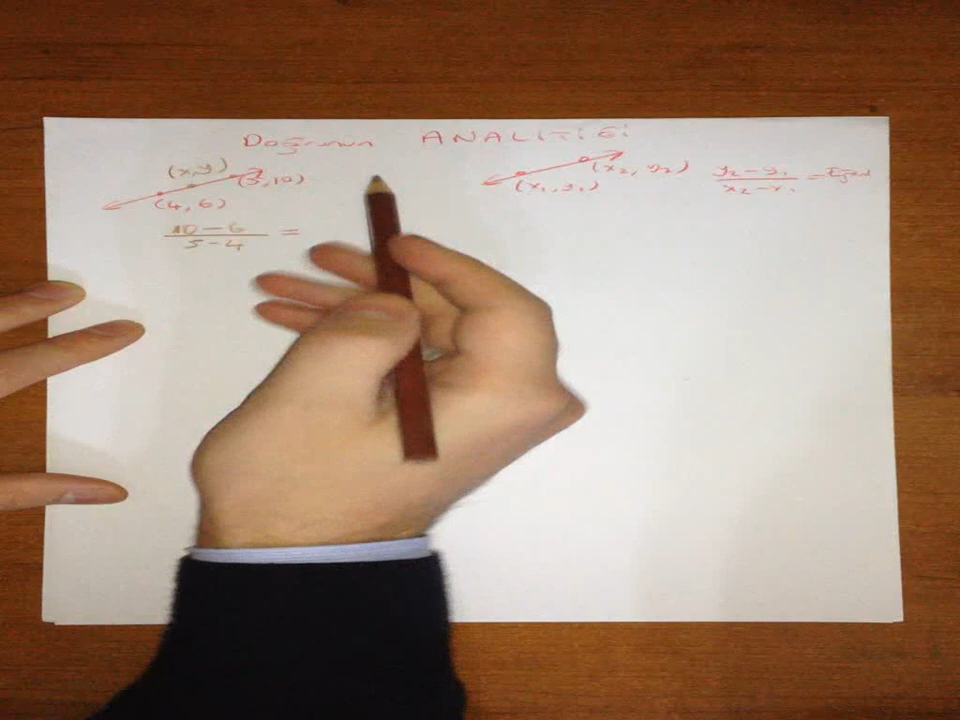 Doğrunun ANALİTİĞİ
(x,y)
(5,10)
(4,6)
10-6
5-4 =
(x₁,y₁)
(x₂,y₂)
y₂-y₁
x₂-x₁ = Eğim